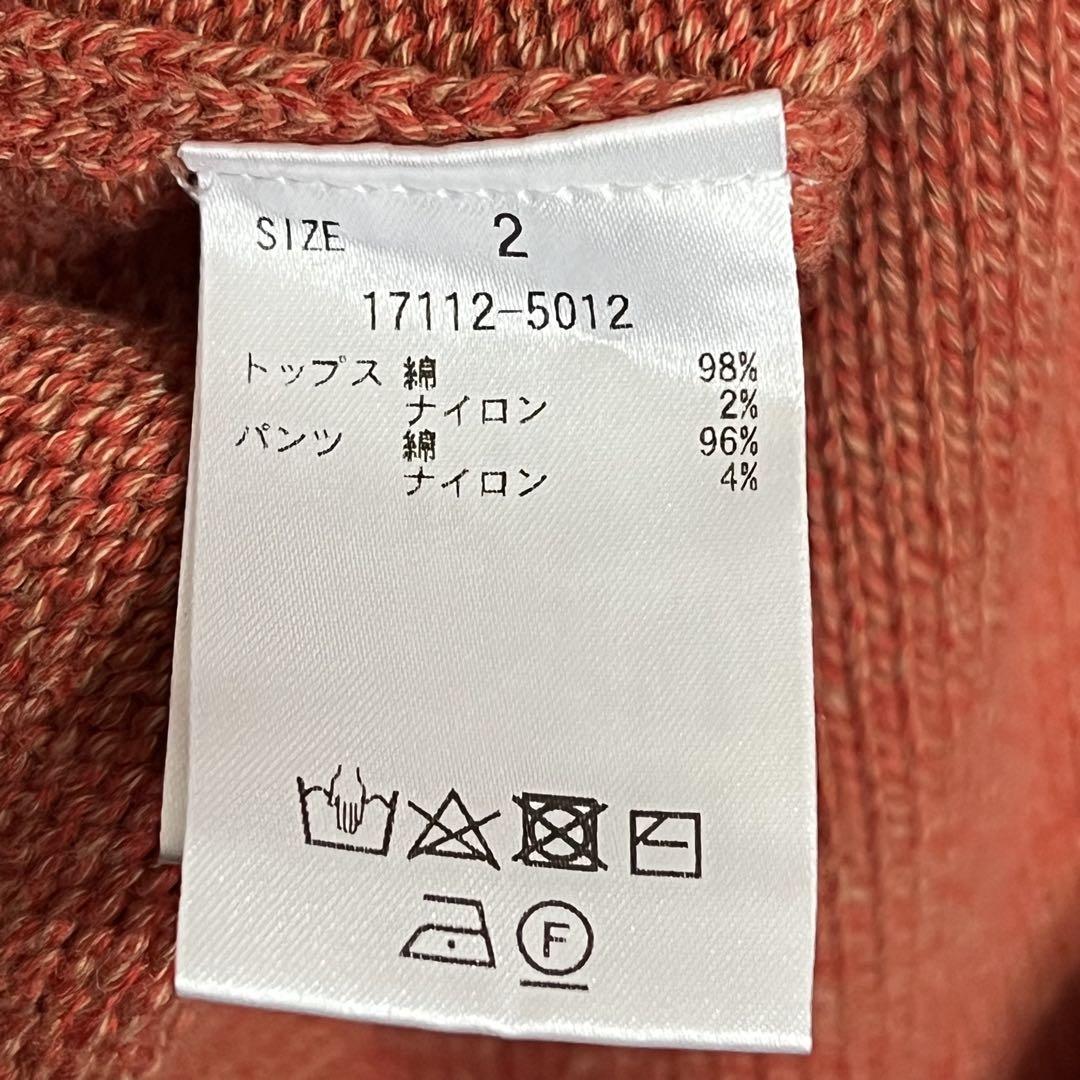 SIZE 2
17112-5012
トップス 綿 98%
ナイロン 2%
パンツ 綿 96%
ナイロン 4%
F